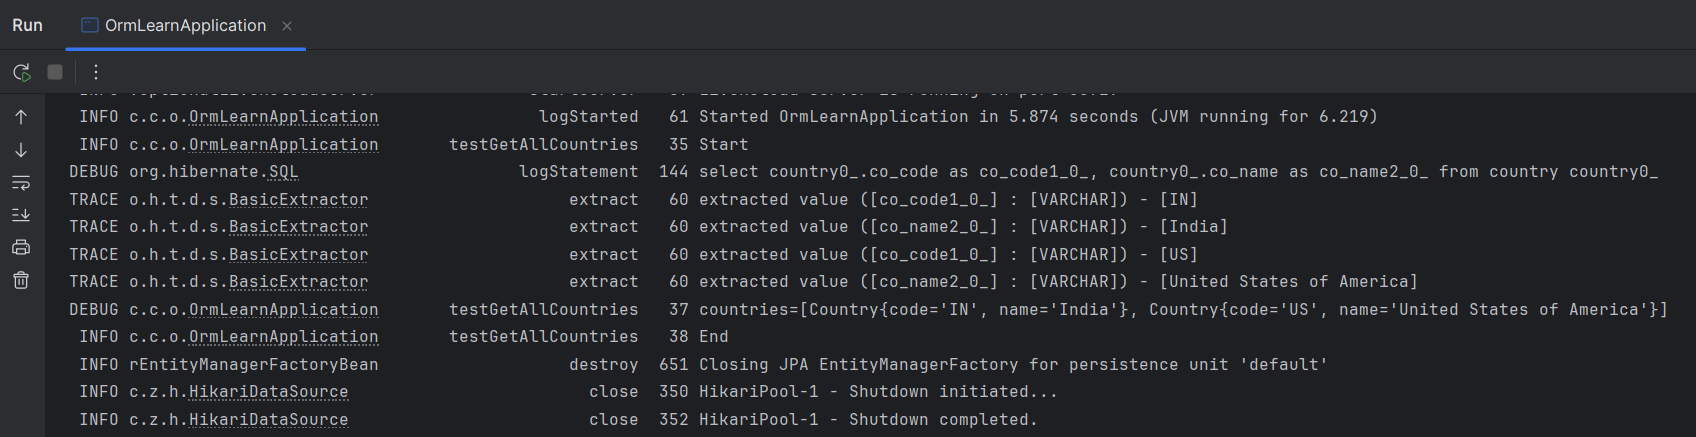 Run OrmLearnApplication
INFO c.c.o.OrmLearnApplication logStarted 61 Started OrmLearnApplication in 5.874 seconds (JVM running for 6.219)
INFO c.c.o.OrmLearnApplication testGetAllCountries 35 Start
DEBUG org.hibernate.SQL logStatement 144 select country0_.co_code as co_code1_0_, country0_.co_name as co_name2_0_ from country country0_
TRACE o.h.t.d.s.BasicExtractor extract 60 extracted value ([co_code1_0_] : [VARCHAR]) - [IN]
TRACE o.h.t.d.s.BasicExtractor extract 60 extracted value ([co_name2_0_] : [VARCHAR]) - [India]
TRACE o.h.t.d.s.BasicExtractor extract 60 extracted value ([co_code1_0_] : [VARCHAR]) - [US]
TRACE o.h.t.d.s.BasicExtractor extract 60 extracted value ([co_name2_0_] : [VARCHAR]) - [United States of America]
DEBUG c.c.o.OrmLearnApplication testGetAllCountries 37 countries=[Country{code='IN', name='India'}, Country{code='US', name='United States of America'}]
INFO c.c.o.OrmLearnApplication testGetAllCountries 38 End
INFO rEntityManagerFactoryBean destroy 651 Closing JPA EntityManagerFactory for persistence unit 'default'
INFO c.z.h.HikariDataSource close 350 HikariPool-1 - Shutdown initiated...
INFO c.z.h.HikariDataSource close 352 HikariPool-1 - Shutdown completed.